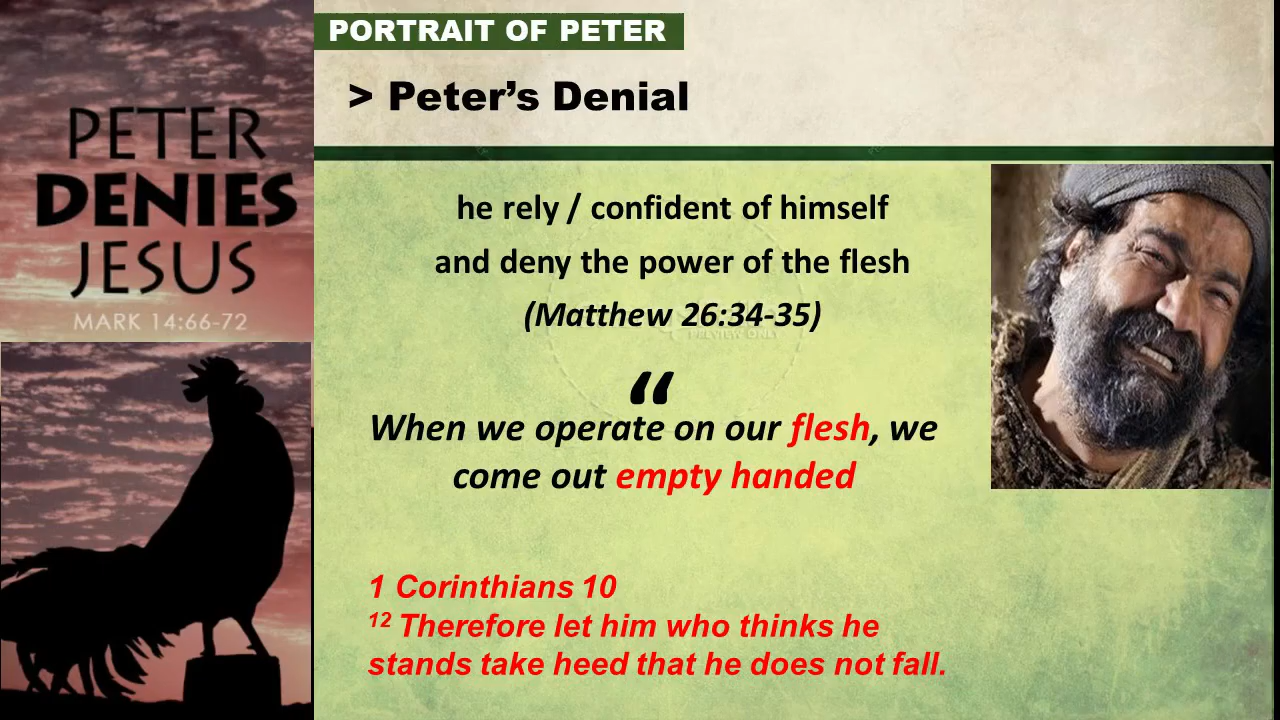 PETER
DENIES
JESUS
MARK 14:66-72
PORTRAIT OF PETER
> Peter’s Denial
he rely / confident of himself
and deny the power of the flesh
(Matthew 26:34-35)
“
When we operate on our flesh, we
come out empty handed
1 Corinthians 10
12 Therefore let him who thinks he
stands take heed that he does not fall.
PREVIEW ONLY